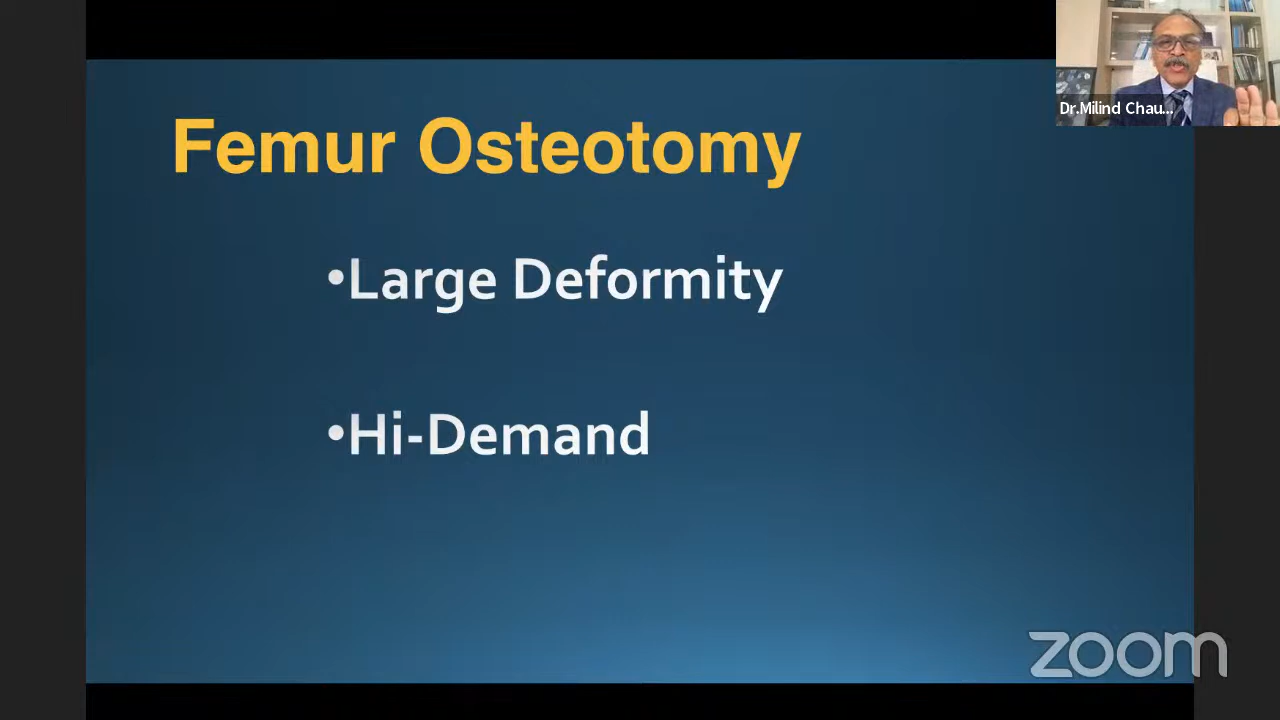 Dr.Milind Chau...
Femur Osteotomy
•Large Deformity
•Hi-Demand
zoom